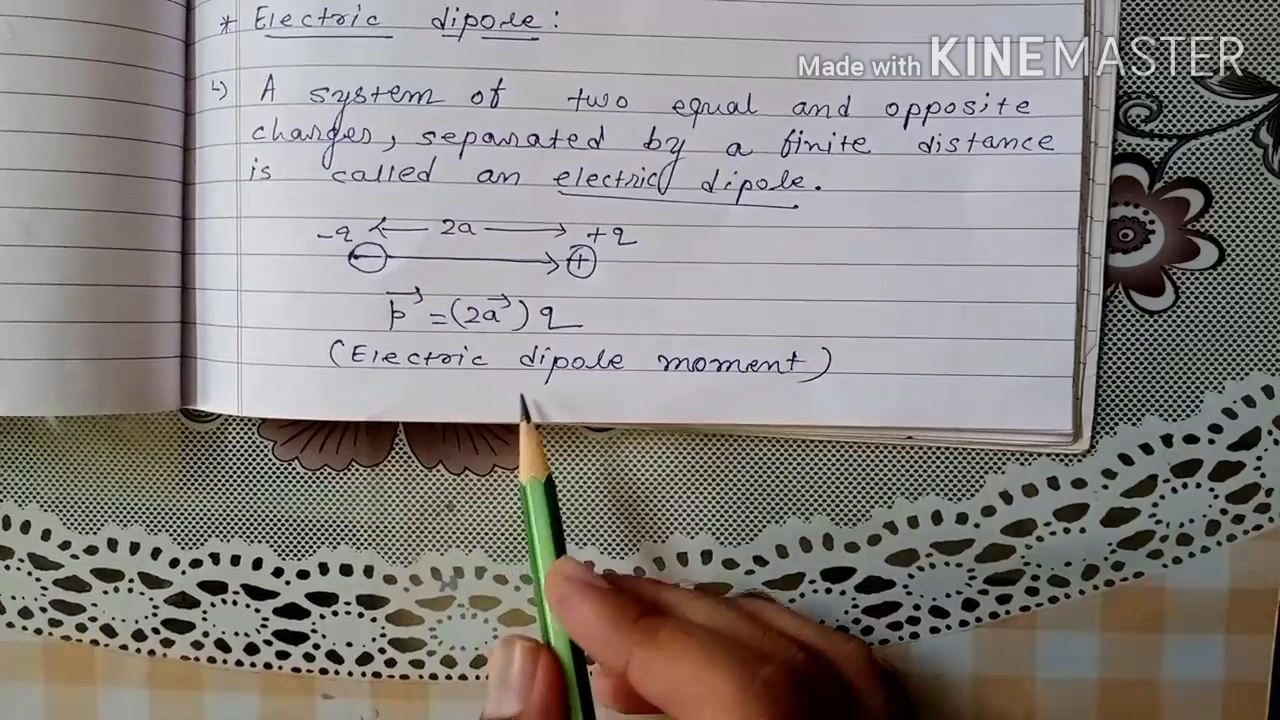 Made with KINEMASTER
* Electric dipole:
↳) A system of two equal and opposite
charges, separated by a finite distance
is called an electric dipole.
-q ← 2a → +q
− +
p⃗ = (2a⃗) q
(Electric dipole moment)